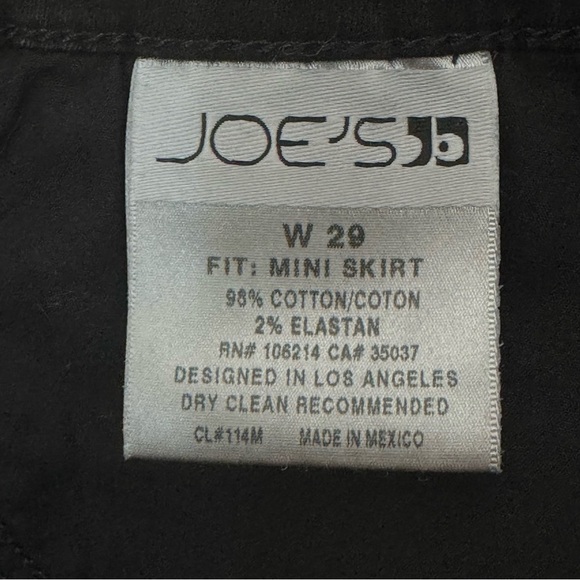 JOE'S
W 29
FIT: MINI SKIRT
98% COTTON/COTON
2% ELASTAN
RN# 106214 CA# 35037
DESIGNED IN LOS ANGELES
DRY CLEAN RECOMMENDED
CL#114M MADE IN MEXICO